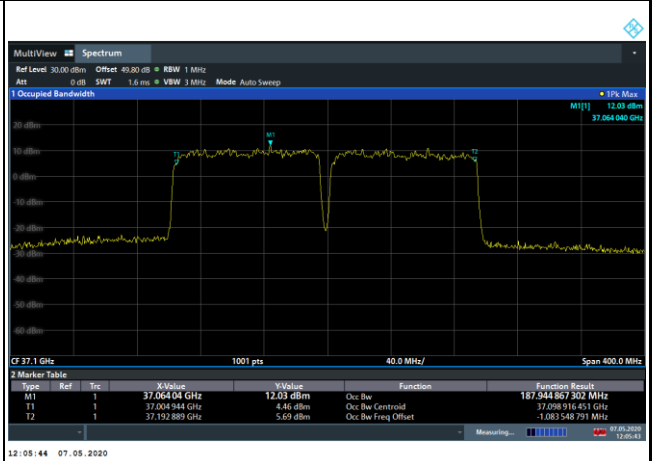 MultiView Spectrum
Ref Level 30.00 dBm Offset 49.80 dB RBW 1 MHz
Att 0 dB SWT 1.6 ms VBW 3 MHz Mode Auto Sweep
1 Occupied Bandwidth 1Pk Max
M1[1] 12.03 dBm
37.064 040 GHz
20 dBm
M1
10 dBm
T1 T2
0 dBm
-10 dBm
-20 dBm
-30 dBm
-40 dBm
-50 dBm
-60 dBm
CF 37.1 GHz 1001 pts 40.0 MHz/ Span 400.0 MHz
2 Marker Table
Type Ref Trc X-Value Y-Value Function Function Result
M1 1 37.06404 GHz 12.03 dBm Occ Bw 187.944 867 302 MHz
T1 1 37.004 944 GHz 4.46 dBm Occ Bw Centroid 37.098 916 451 GHz
T2 1 37.192 889 GHz 5.69 dBm Occ Bw Freq Offset -1.083 548 791 MHz
Measuring... 07.05.2020
12:05:43
12:05:44 07.05.2020